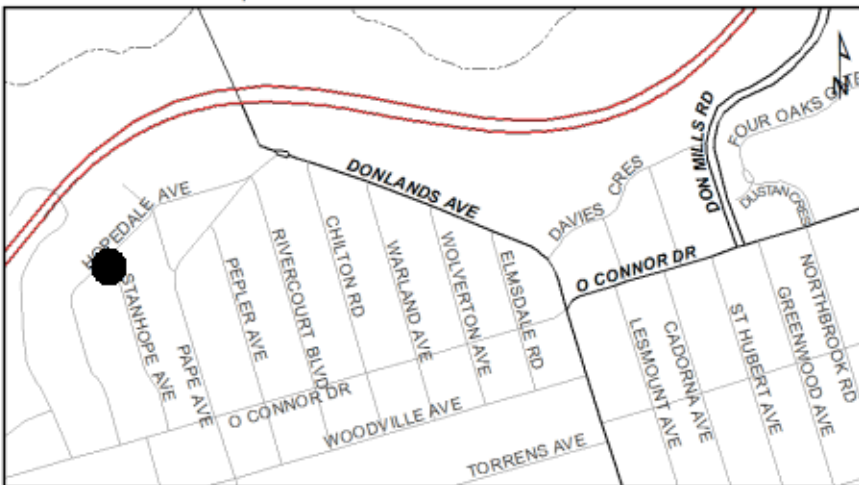 HOPEDALE AVE
STANHOPE AVE
PAPE AVE
PEPLER AVE
RIVERCOURT BLVD
CHILTON RD
DONLANDS AVE
WARLAND AVE
WOLVERTON AVE
ELMSDALE RD
O CONNOR DR
WOODVILLE AVE
TORRENS AVE
DAVIES CRES
O CONNOR DR
DON MILLS RD
FOUR OAKS GATE
DUSTAN CRES
LESMOUNT AVE
CADORNA AVE
ST HUBERT AVE
GREENWOOD AVE
NORTHBROOK RD
N